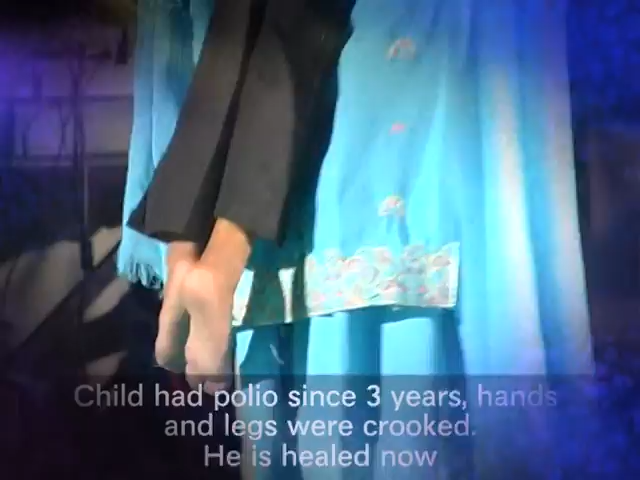 Child had polio since 3 years, hands
and legs were crooked.
He is healed now